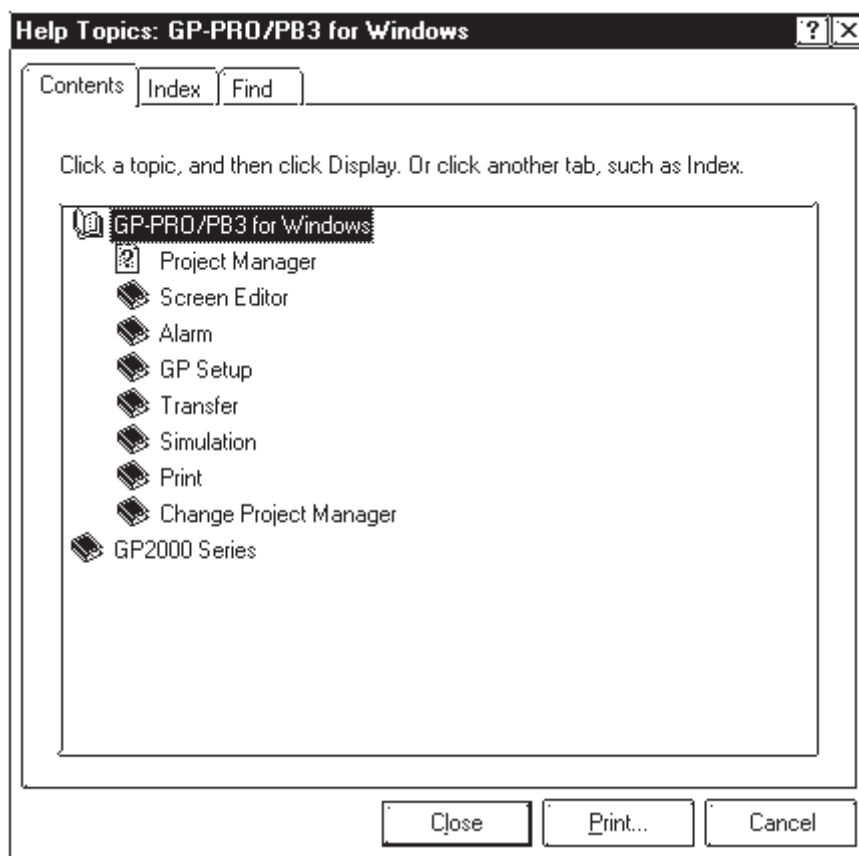 Help Topics: GP-PRO/PB3 for Windows
Contents Index Find
Click a topic, and then click Display. Or click another tab, such as Index.
GP-PRO/PB3 for Windows
Project Manager
Screen Editor
Alarm
GP Setup
Transfer
Simulation
Print
Change Project Manager
GP2000 Series
Close Print... Cancel